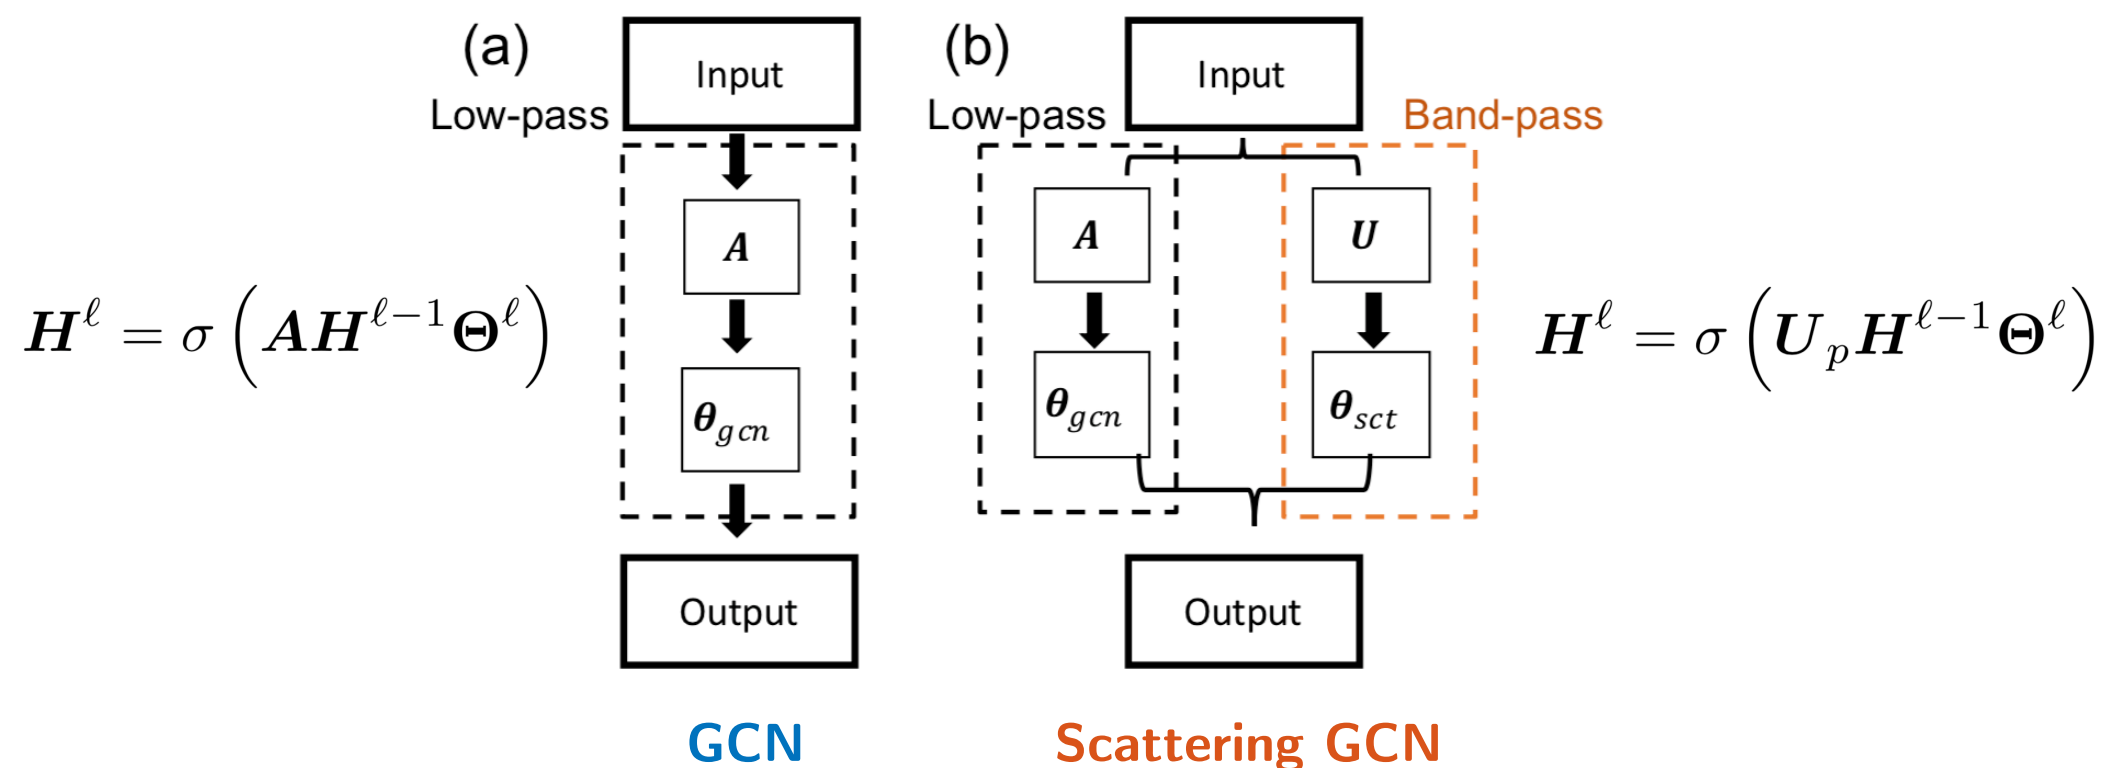 (a)
Low-pass
Input
A
θ_gcn
Output
GCN
H^ℓ = σ (AH^{ℓ−1}Θ^ℓ)
(b)
Low-pass
Input
Band-pass
A
U
θ_gcn
θ_sct
Output
Scattering GCN
H^ℓ = σ (U_pH^{ℓ−1}Θ^ℓ)